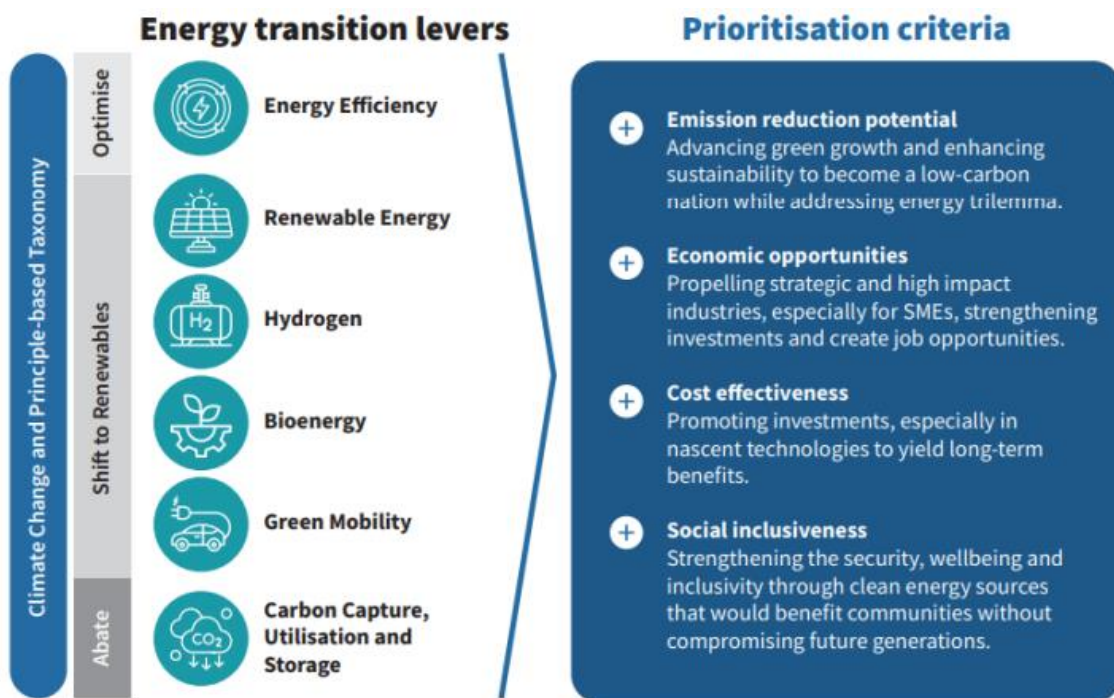 Energy transition levers
Prioritisation criteria
Climate Change and Principle-based Taxonomy
Optimise
Energy Efficiency
Shift to Renewables
Renewable Energy
H2
Hydrogen
Bioenergy
Green Mobility
Abate
CO2
Carbon Capture,
Utilisation and
Storage
Emission reduction potential
Advancing green growth and enhancing
sustainability to become a low-carbon
nation while addressing energy trilemma.
Economic opportunities
Propelling strategic and high impact
industries, especially for SMEs, strengthening
investments and create job opportunities.
Cost effectiveness
Promoting investments, especially in
nascent technologies to yield long-term
benefits.
Social inclusiveness
Strengthening the security, wellbeing and
inclusivity through clean energy sources
that would benefit communities without
compromising future generations.